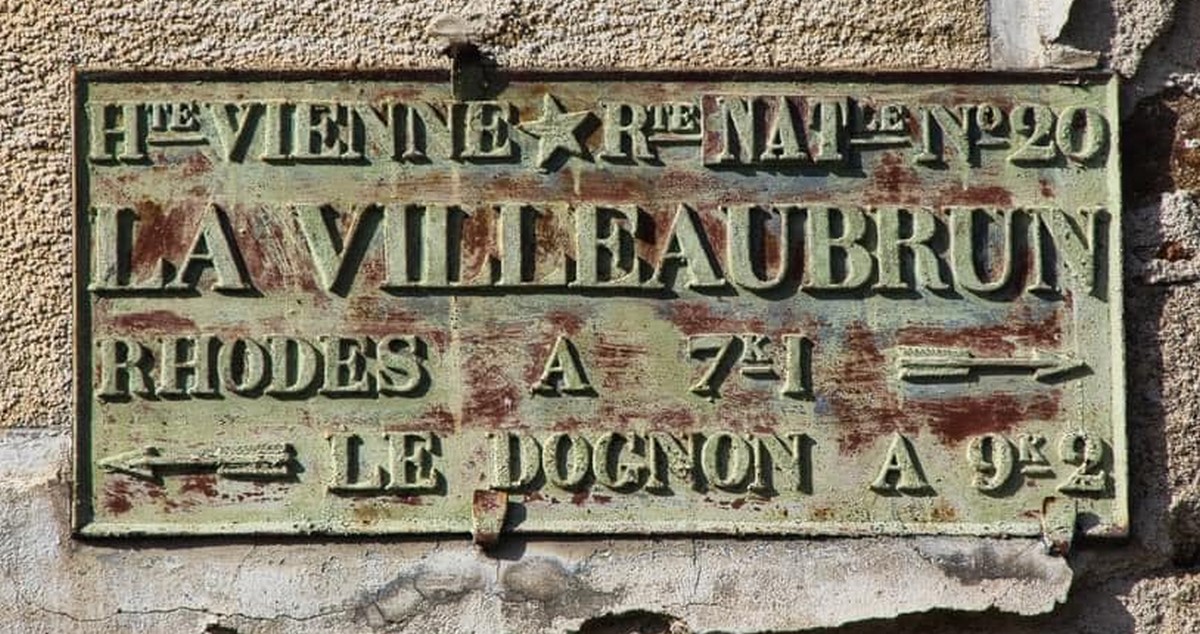 HTE VIENNE ★ RTE NATLE No 20
LA VILLEAUBRUN
RHODES A 7K1 →
← LE DOGNON A 9K2